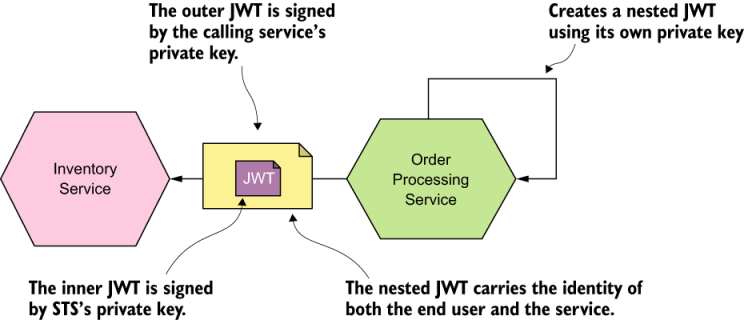 The outer JWT is signed
by the calling service's
private key.
Creates a nested JWT
using its own private key
Inventory
Service
JWT
Order
Processing
Service
The inner JWT is signed
by STS's private key.
The nested JWT carries the identity of
both the end user and the service.